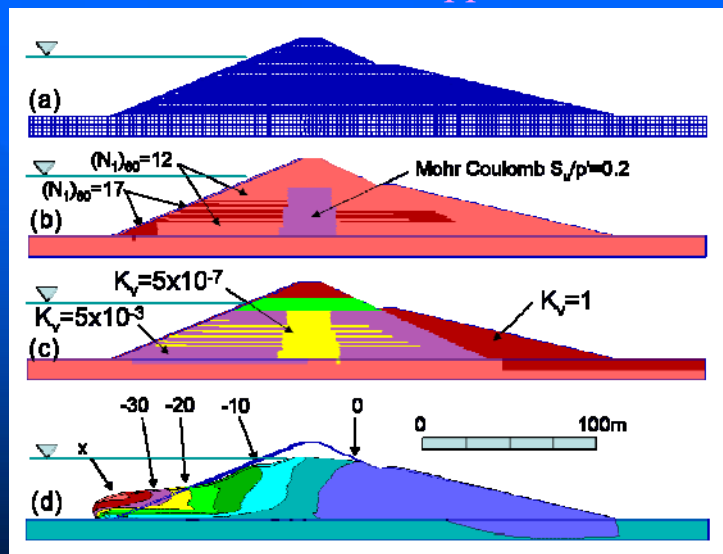 (a)
(N₁)₆₀=12
(N₁)₆₀=17
Mohr Coulomb Sᵤ/p'=0.2
(b)
Kᵥ=5x10⁻⁷
Kᵥ=5x10⁻³
Kᵥ=1
(c)
-30 -20 -10 0
0 100m
x
(d)